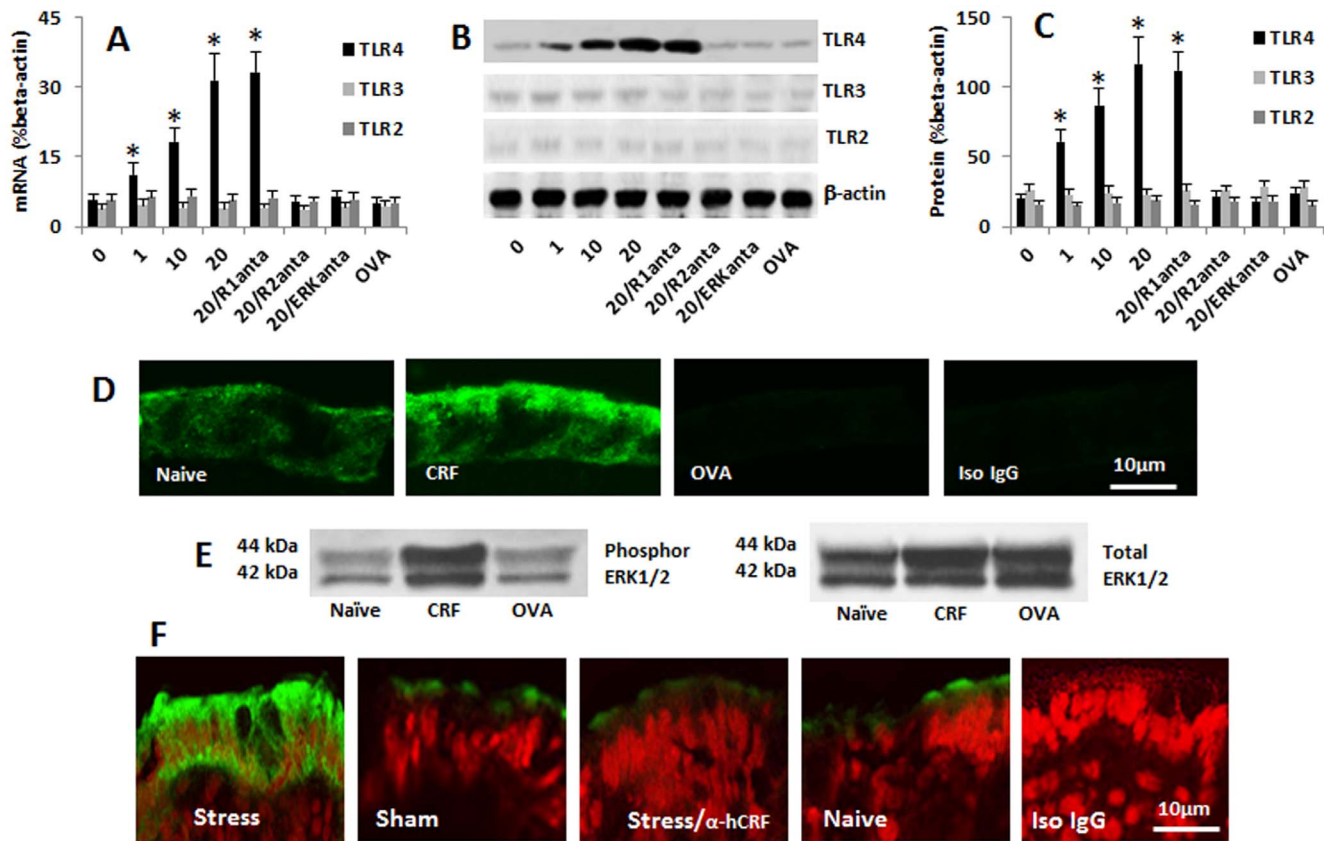 A
mRNA (%beta-actin)
45
30
15
0
* * * *
TLR4
TLR3
TLR2
0 1 10 20 20/R1anta 20/R2anta 20/ERKanta OVA
B
TLR4
TLR3
TLR2
β-actin
0 1 10 20 20/R1anta 20/R2anta 20/ERKanta OVA
C
Protein (%beta-actin)
150
100
50
0
* * * *
TLR4
TLR3
TLR2
0 1 10 20 20/R1anta 20/R2anta 20/ERKanta OVA
D
Naive CRF OVA Iso IgG
10μm
E
44 kDa
42 kDa
Phosphor
ERK1/2
Naïve CRF OVA
44 kDa
42 kDa
Total
ERK1/2
Naïve CRF OVA
F
Stress Sham Stress/α-hCRF Naive Iso IgG
10μm